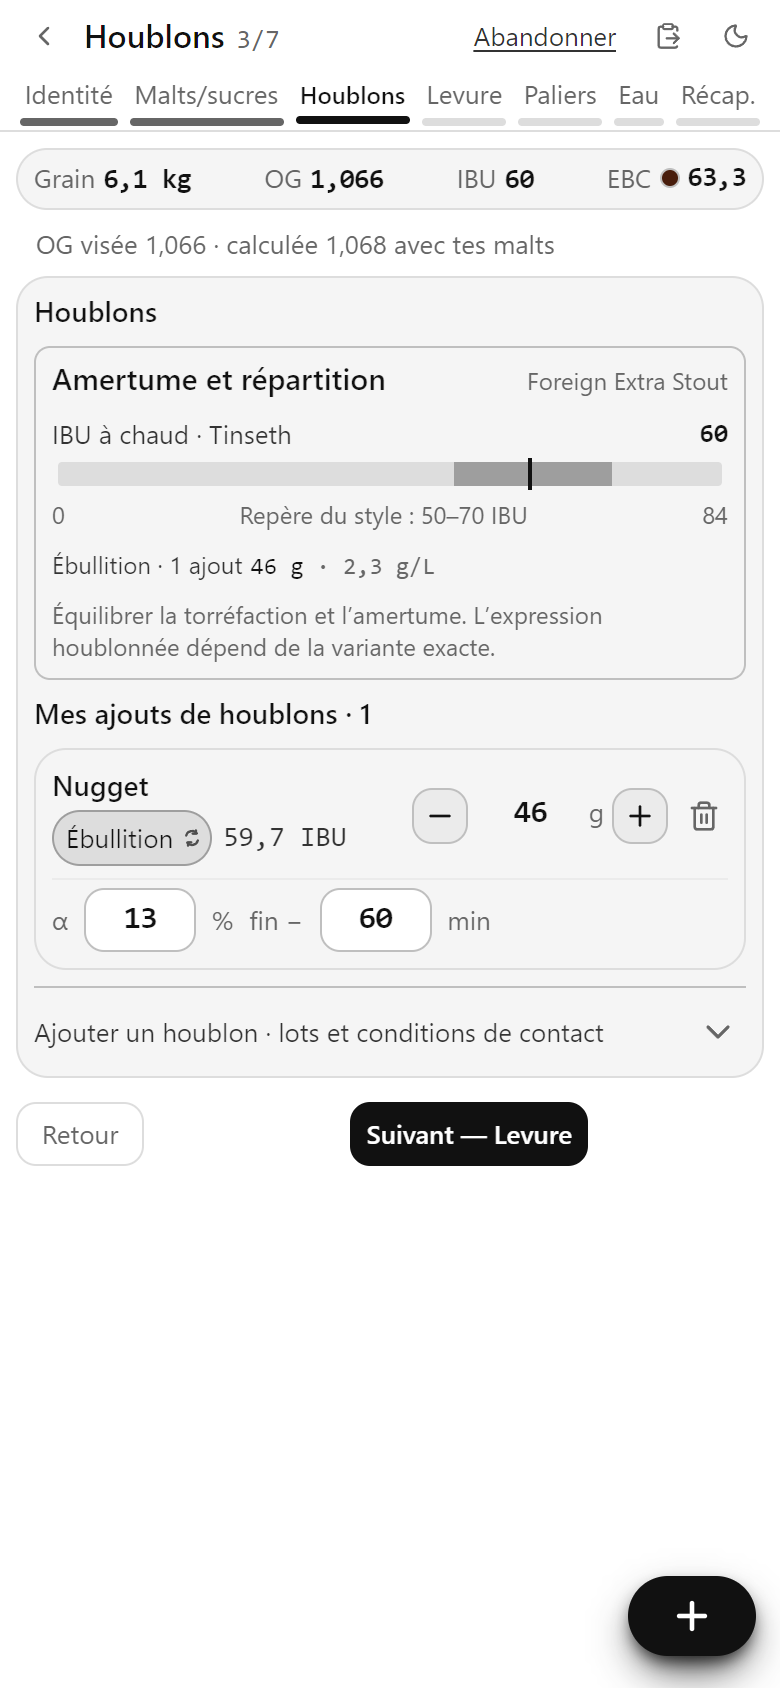 Houblons 3/7 Abandonner
Identité Malts/sucres Houblons Levure Paliers Eau Récap.
Grain 6,1 kg OG 1,066 IBU 60 EBC 63,3
OG visée 1,066 · calculée 1,068 avec tes malts
Houblons
Amertume et répartition Foreign Extra Stout
IBU à chaud · Tinseth 60
0 Repère du style : 50–70 IBU 84
Ébullition · 1 ajout 46 g · 2,3 g/L
Équilibrer la torréfaction et l’amertume. L’expression
houblonnée dépend de la variante exacte.
Mes ajouts de houblons · 1
Nugget
Ébullition 59,7 IBU − 46 g +
α 13 % fin − 60 min
Ajouter un houblon · lots et conditions de contact
Retour Suivant — Levure
+